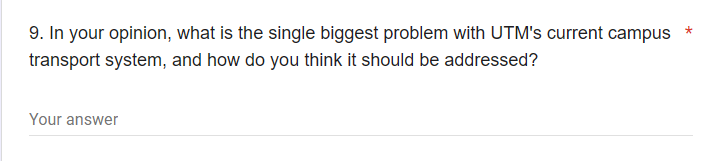 9. In your opinion, what is the single biggest problem with UTM's current campus *
transport system, and how do you think it should be addressed?
Your answer